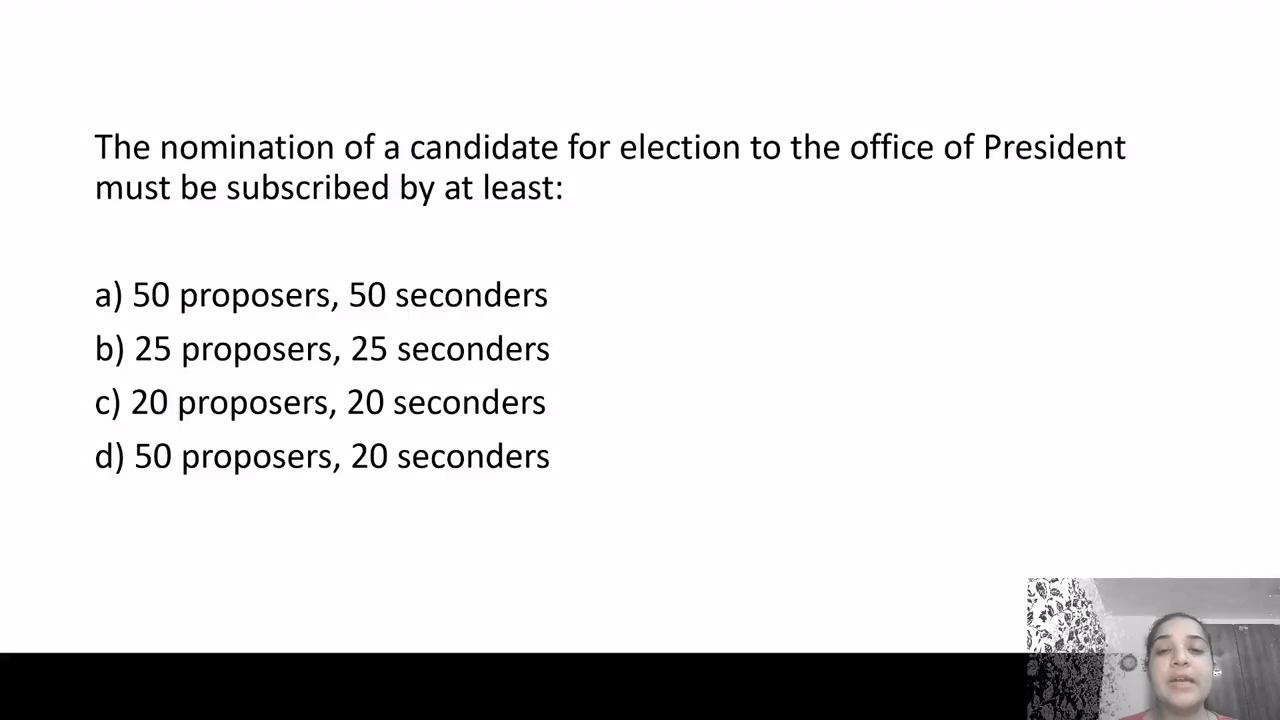 The nomination of a candidate for election to the office of President
must be subscribed by at least:
a) 50 proposers, 50 seconders
b) 25 proposers, 25 seconders
c) 20 proposers, 20 seconders
d) 50 proposers, 20 seconders